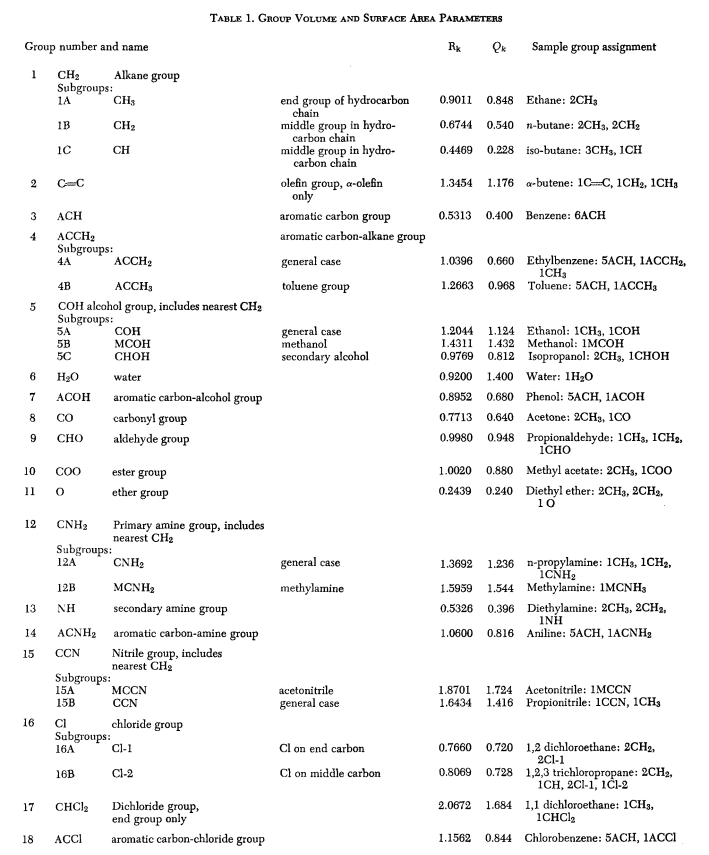 TABLE 1. GROUP VOLUME AND SURFACE AREA PARAMETERS
Group number and name Rk Qk Sample group assignment
1 CH2 Alkane group
Subgroups:
1A CH3 end group of hydrocarbon 0.9011 0.848 Ethane: 2CH3
chain
1B CH2 middle group in hydro- 0.6744 0.540 n-butane: 2CH3, 2CH2
carbon chain
1C CH middle group in hydro- 0.4469 0.228 iso-butane: 3CH3, 1CH
carbon chain
2 C=C olefin group, α-olefin 1.3454 1.176 α-butene: 1C=C, 1CH2, 1CH3
only
3 ACH aromatic carbon group 0.5313 0.400 Benzene: 6ACH
4 ACCH2 aromatic carbon-alkane group
Subgroups:
4A ACCH2 general case 1.0396 0.660 Ethylbenzene: 5ACH, 1ACCH2,
1CH3
4B ACCH3 toluene group 1.2663 0.968 Toluene: 5ACH, 1ACCH3
5 COH alcohol group, includes nearest CH2
Subgroups:
5A COH general case 1.2044 1.124 Ethanol: 1CH3, 1COH
5B MCOH methanol 1.4311 1.432 Methanol: 1MCOH
5C CHOH secondary alcohol 0.9769 0.812 Isopropanol: 2CH3, 1CHOH
6 H2O water 0.9200 1.400 Water: 1H2O
7 ACOH aromatic carbon-alcohol group 0.8952 0.680 Phenol: 5ACH, 1ACOH
8 CO carbonyl group 0.7713 0.640 Acetone: 2CH3, 1CO
9 CHO aldehyde group 0.9980 0.948 Propionaldehyde: 1CH3, 1CH2,
1CHO
10 COO ester group 1.0020 0.880 Methyl acetate: 2CH3, 1COO
11 O ether group 0.2439 0.240 Diethyl ether: 2CH3, 2CH2,
1 O
12 CNH2 Primary amine group, includes
nearest CH2
Subgroups:
12A CNH2 general case 1.3692 1.236 n-propylamine: 1CH3, 1CH2,
1CNH2
12B MCNH2 methylamine 1.5959 1.544 Methylamine: 1MCNH3
13 NH secondary amine group 0.5326 0.396 Diethylamine: 2CH3, 2CH2,
1NH
14 ACNH2 aromatic carbon-amine group 1.0600 0.816 Aniline: 5ACH, 1ACNH2
15 CCN Nitrile group, includes
nearest CH2
Subgroups:
15A MCCN acetonitrile 1.8701 1.724 Acetonitrile: 1MCCN
15B CCN general case 1.6434 1.416 Propionitrile: 1CCN, 1CH3
16 Cl chloride group
Subgroups:
16A Cl-1 Cl on end carbon 0.7660 0.720 1,2 dichloroethane: 2CH2,
2Cl-1
16B Cl-2 Cl on middle carbon 0.8069 0.728 1,2,3 trichloropropane: 2CH2,
1CH, 2Cl-1, 1Cl-2
17 CHCl2 Dichloride group, 2.0672 1.684 1,1 dichloroethane: 1CH3,
end group only 1CHCl2
18 ACCl aromatic carbon-chloride group 1.1562 0.844 Chlorobenzene: 5ACH, 1ACCl